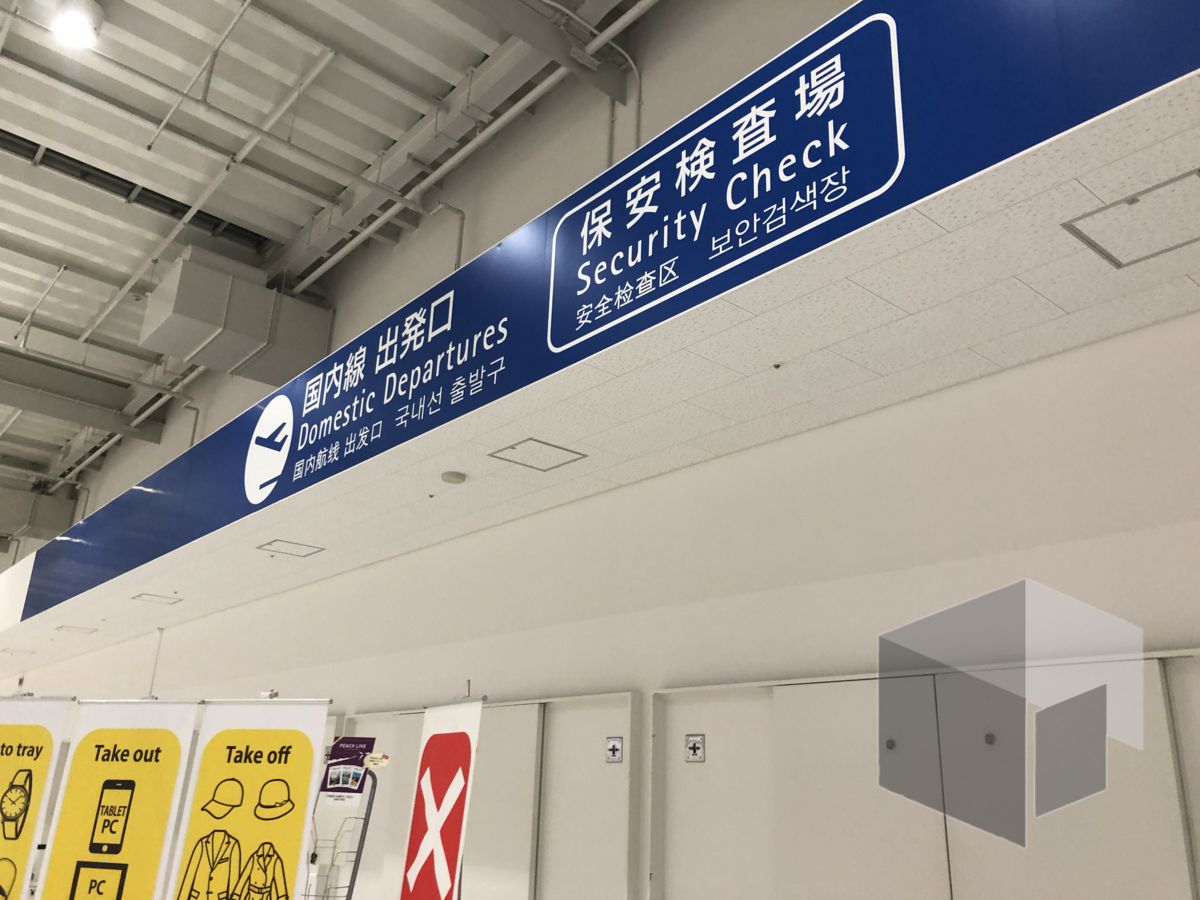 保安検査場
Security Check
安全检查区 보안검색장
国内線 出発口
Domestic Departures
国内航线 出发口 국내선 출발구
to tray
Take out
TABLET
PC
PC
Take off
PEACH LIVE
X